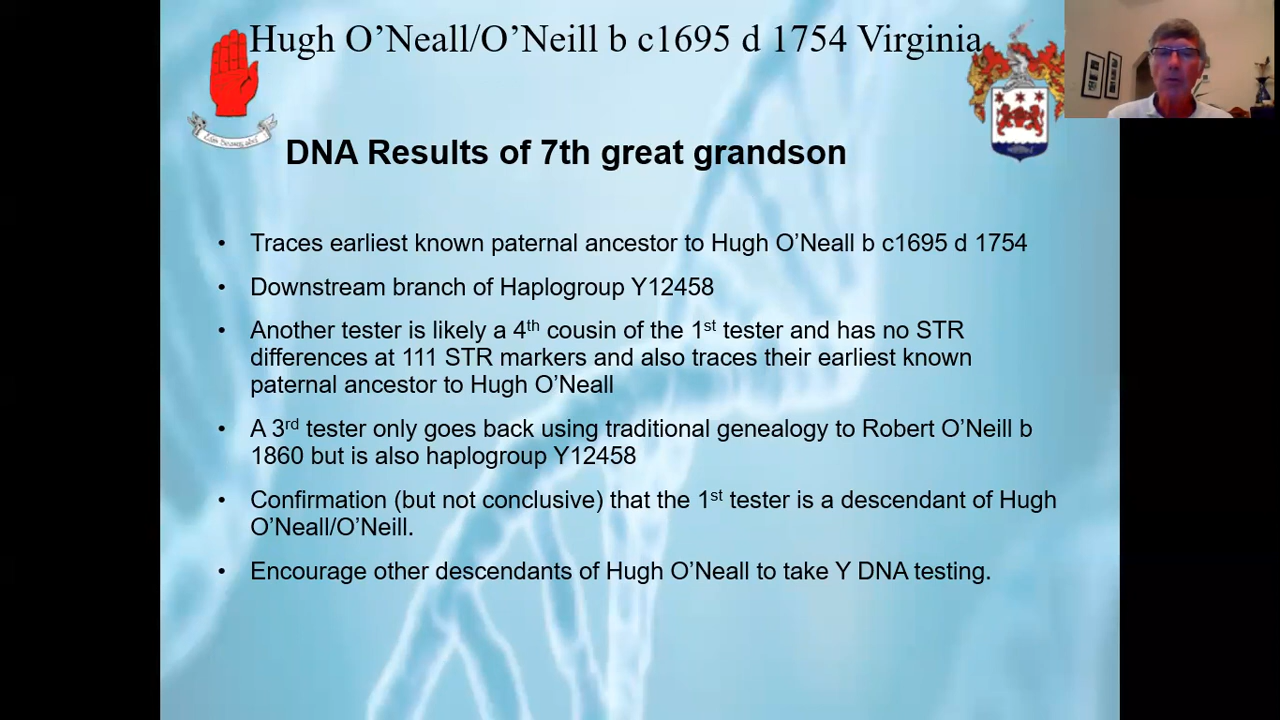 Hugh O’Neall/O’Neill b c1695 d 1754 Virginia
DNA Results of 7th great grandson
• Traces earliest known paternal ancestor to Hugh O’Neall b c1695 d 1754
• Downstream branch of Haplogroup Y12458
• Another tester is likely a 4th cousin of the 1st tester and has no STR
differences at 111 STR markers and also traces their earliest known
paternal ancestor to Hugh O’Neall
• A 3rd tester only goes back using traditional genealogy to Robert O’Neill b
1860 but is also haplogroup Y12458
• Confirmation (but not conclusive) that the 1st tester is a descendant of Hugh
O’Neall/O’Neill.
• Encourage other descendants of Hugh O’Neall to take Y DNA testing.